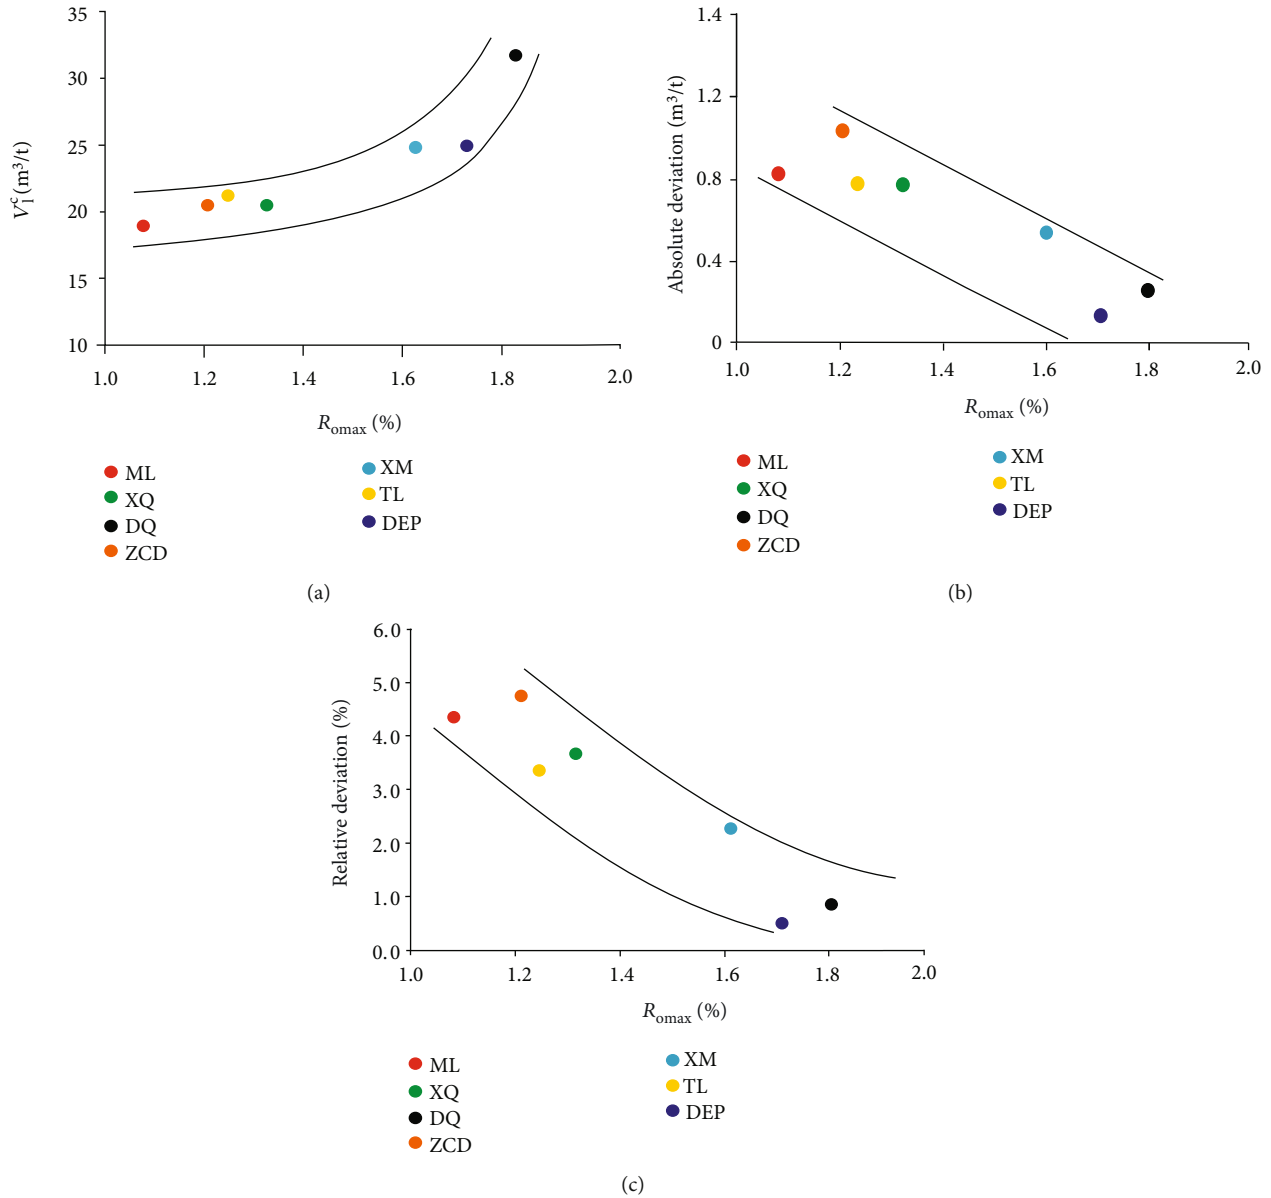 35
30
25
20
15
10
V₁ᶜ (m³/t)
1.0 1.2 1.4 1.6 1.8 2.0
Rₒₘₐₓ (%)
ML
XQ
DQ
ZCD
XM
TL
DEP
(a)
1.4
1.2
0.8
0.4
0
Absolute deviation (m³/t)
1.0 1.2 1.4 1.6 1.8 2.0
Rₒₘₐₓ (%)
ML
XQ
DQ
ZCD
XM
TL
DEP
(b)
6.0
5.0
4.0
3.0
2.0
1.0
0.0
Relative deviation (%)
1.0 1.2 1.4 1.6 1.8 2.0
Rₒₘₐₓ (%)
ML
XQ
DQ
ZCD
XM
TL
DEP
(c)